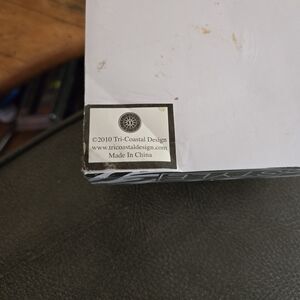 ©2010 Tri-Coastal Design
www.tricoastaldesign.com
Made In China